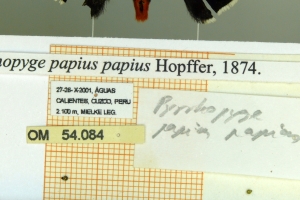 nopyge papius papius Hopffer, 1874.
27-28-X-2001, AGUAS
CALIENTES, CUZCO, PERU
2.100 m, MIELKE LEG.
OM 54.084
Pyrrhopyge
papius papius